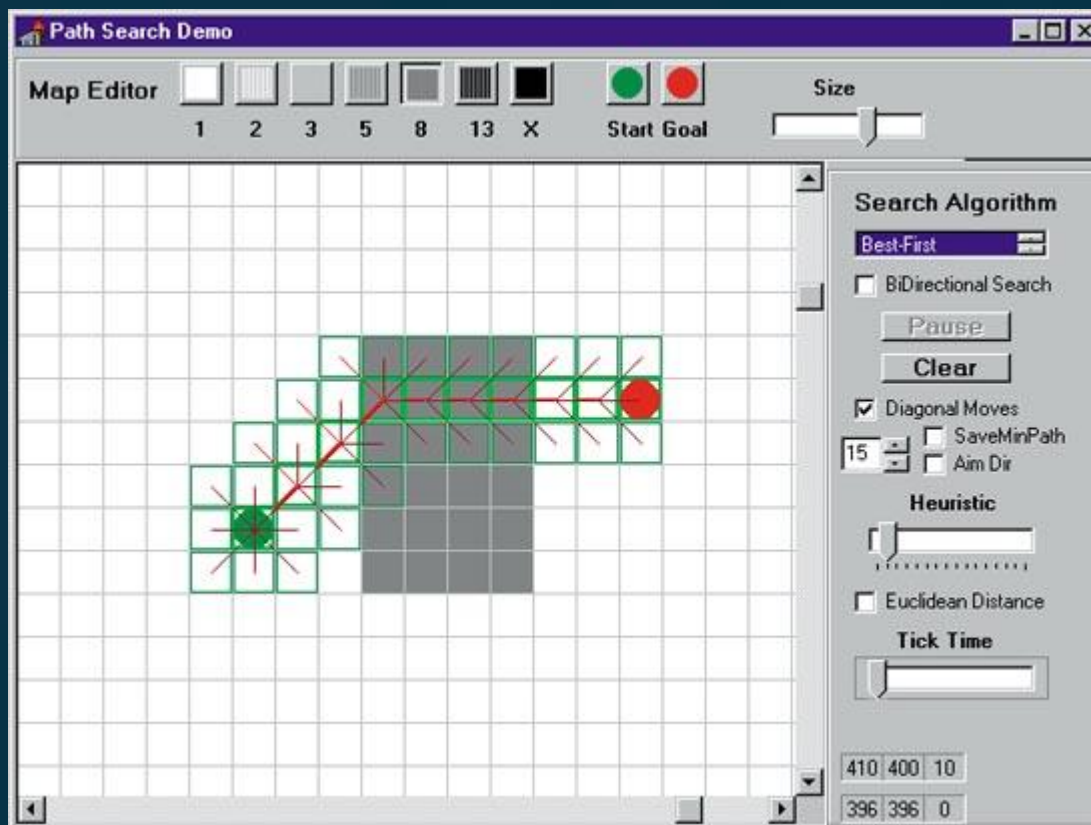 Path Search Demo
Map Editor
1 2 3 5 8 13 X
Start Goal
Size
Search Algorithm
Best-First
BiDirectional Search
Pause
Clear
Diagonal Moves
15
SaveMinPath
Aim Dir
Heuristic
Euclidean Distance
Tick Time
410 400 10
396 396 0